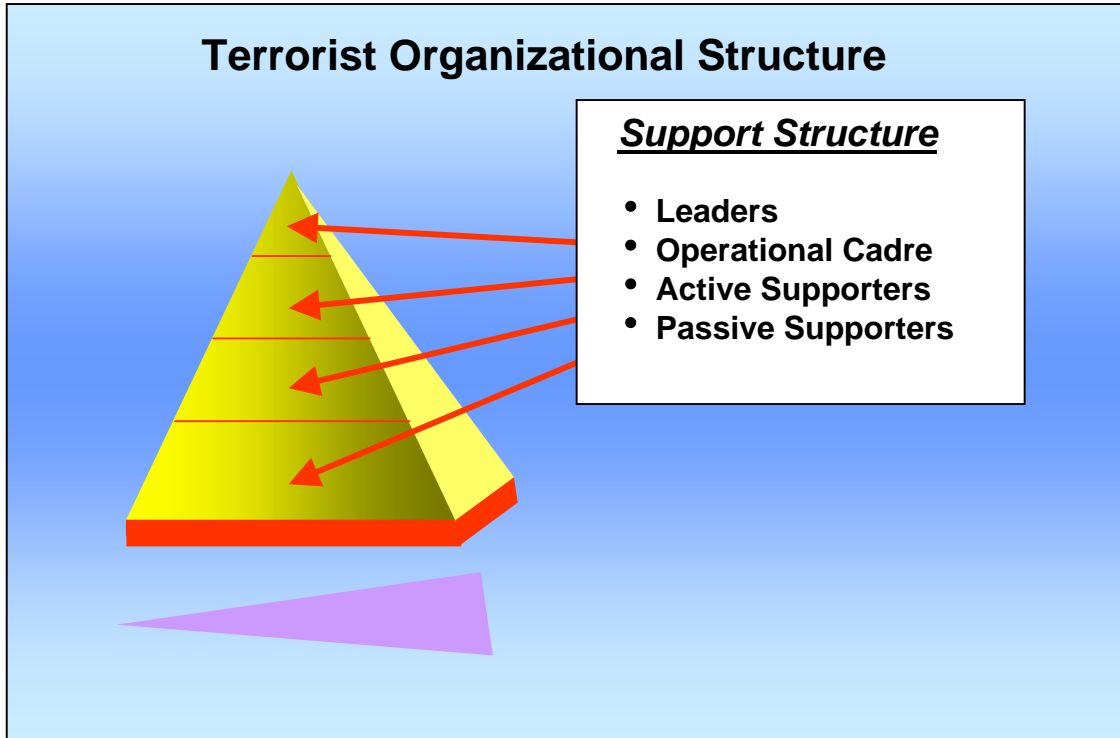 Terrorist Organizational Structure
Support Structure
• Leaders
• Operational Cadre
• Active Supporters
• Passive Supporters